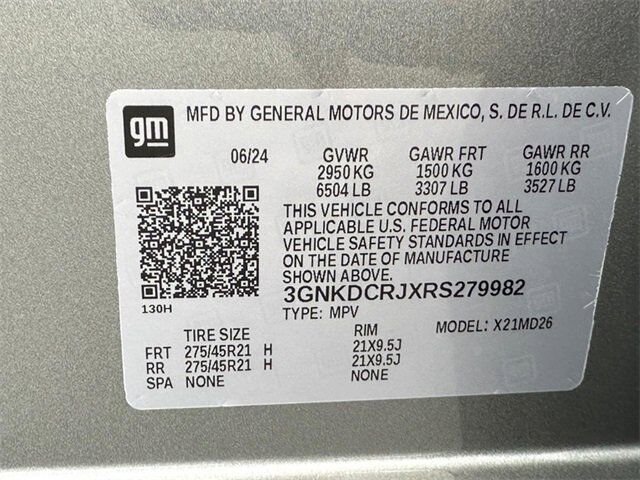 gm
MFD BY GENERAL MOTORS DE MEXICO, S. DE R.L. DE C.V.
06/24 GVWR GAWR FRT GAWR RR
2950 KG 1500 KG 1600 KG
6504 LB 3307 LB 3527 LB
THIS VEHICLE CONFORMS TO ALL
APPLICABLE U.S. FEDERAL MOTOR
VEHICLE SAFETY STANDARDS IN EFFECT
ON THE DATE OF MANUFACTURE
SHOWN ABOVE.
3GNKDCRJXRS279982
130H
TYPE: MPV MODEL: X21MD26
TIRE SIZE RIM
FRT 275/45R21 H 21X9.5J
RR 275/45R21 H 21X9.5J
SPA NONE NONE